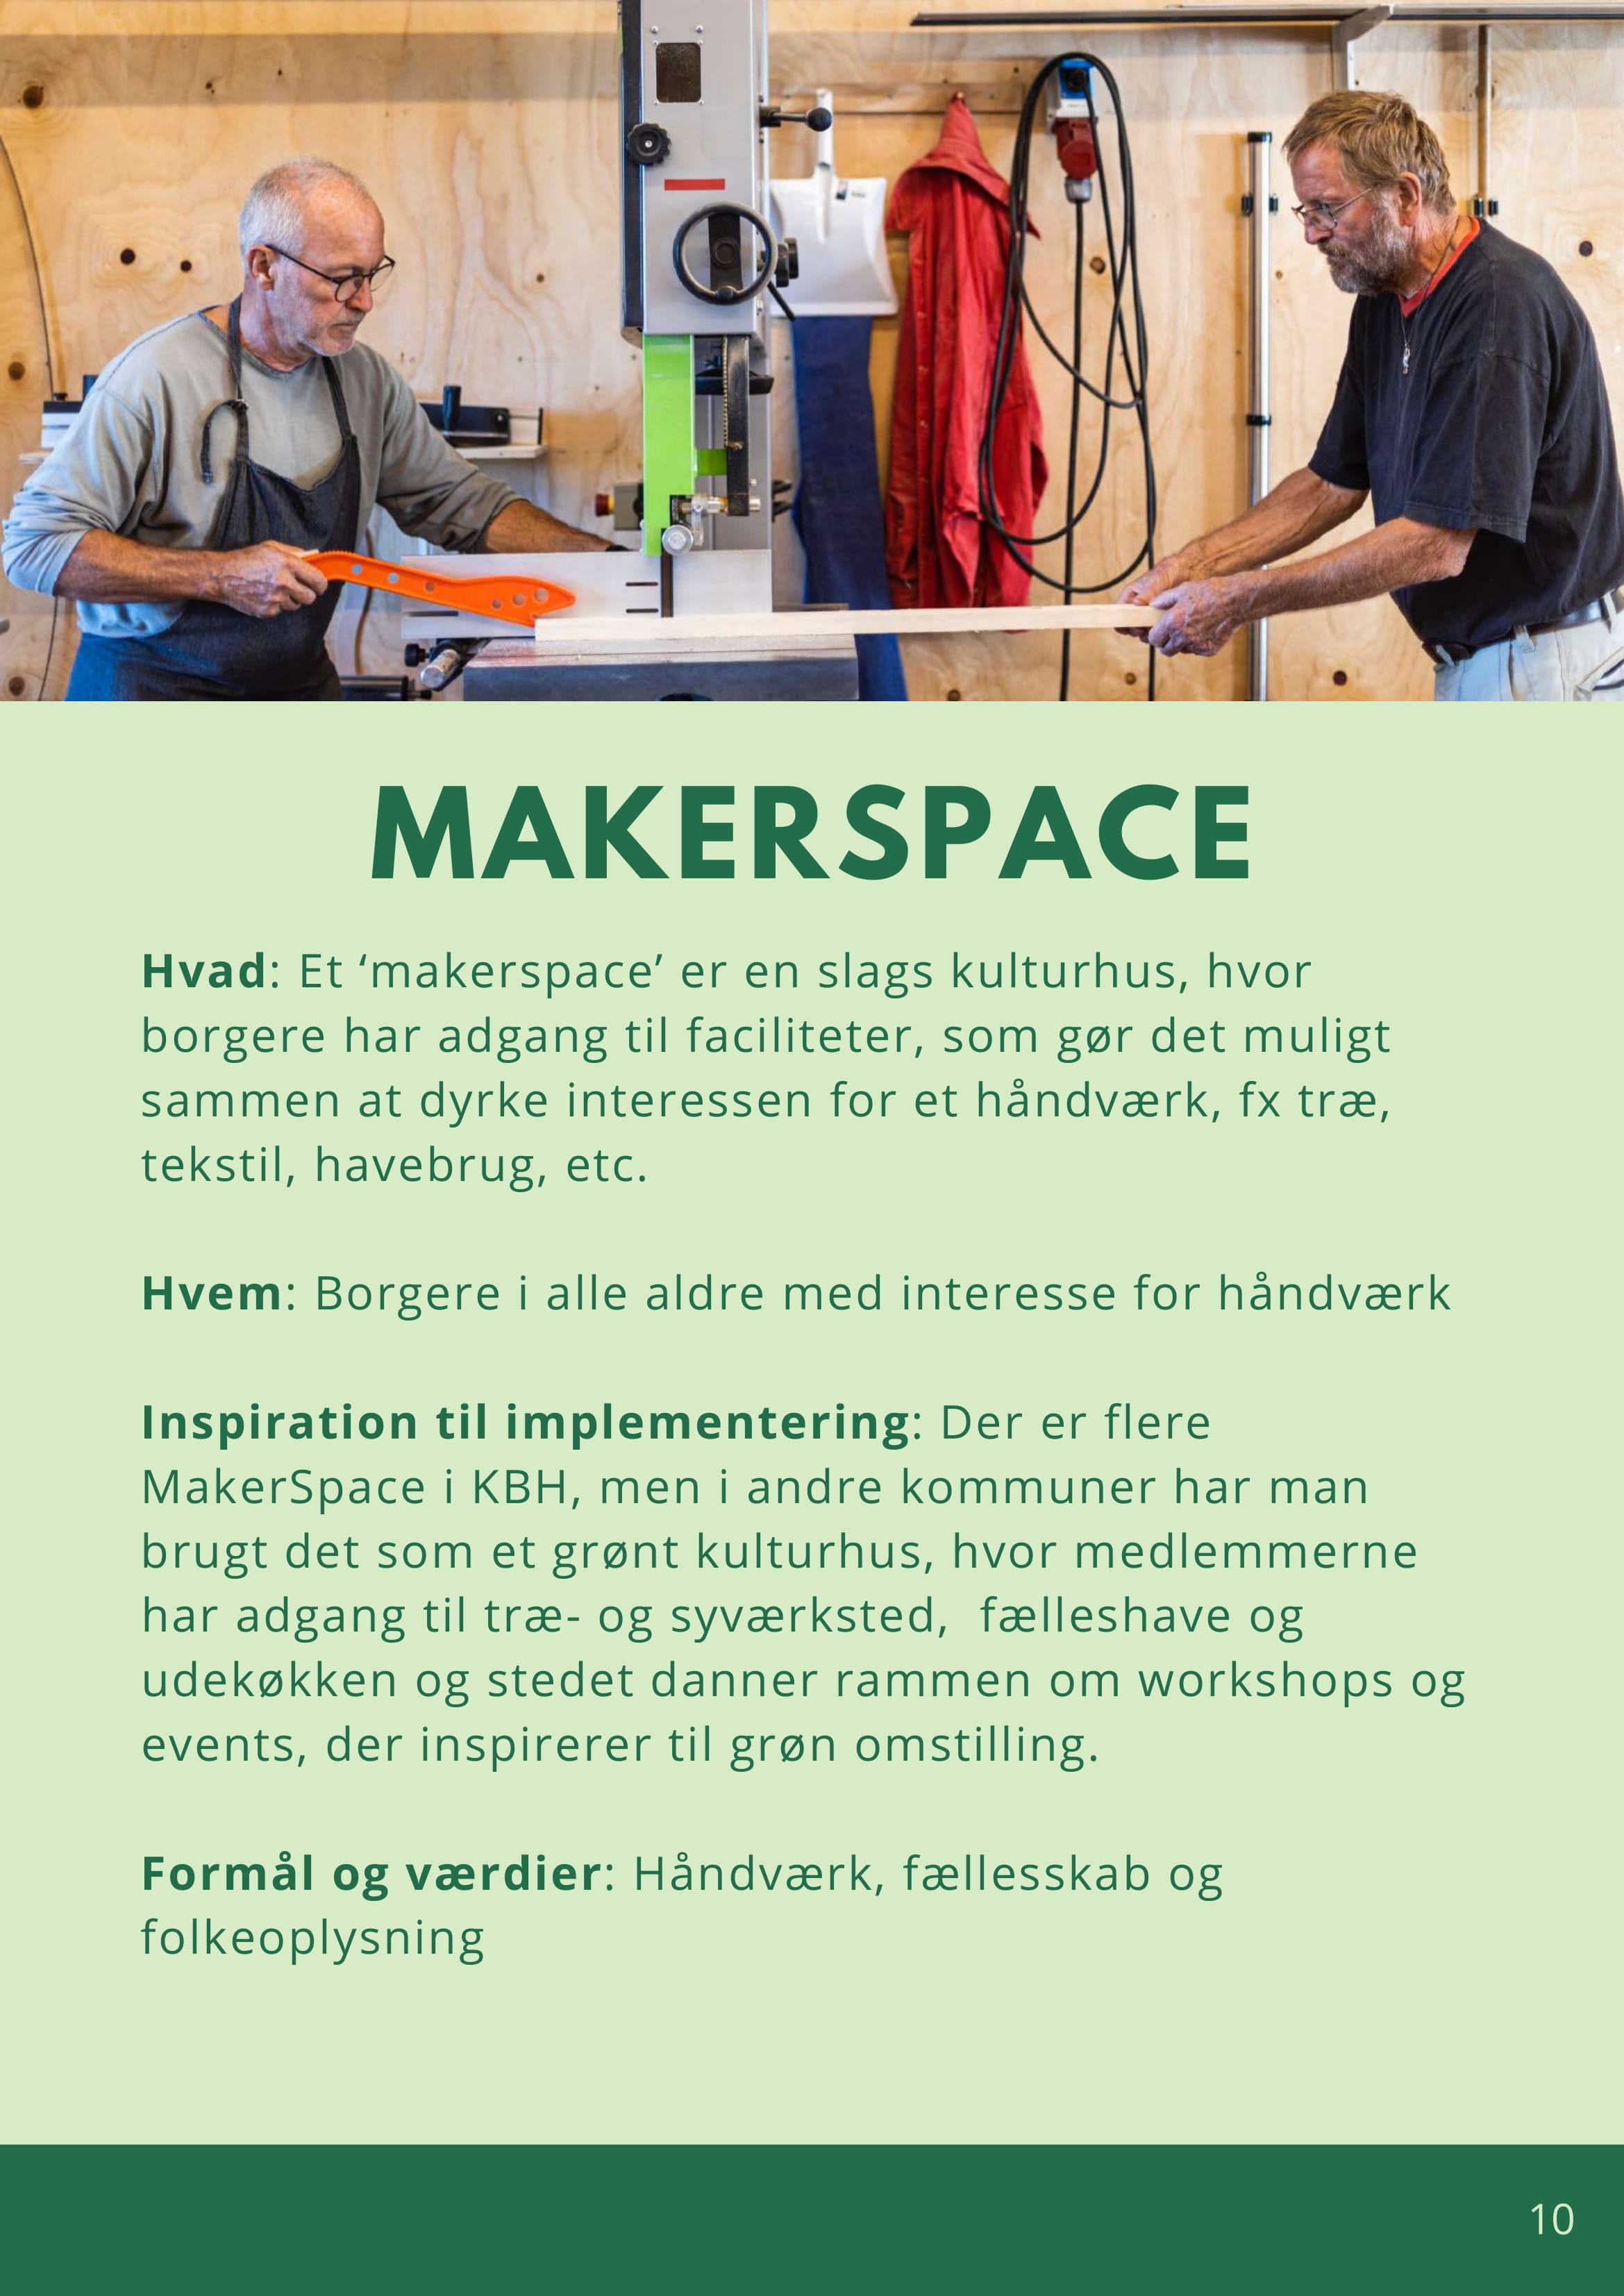 MAKERSPACE
Hvad: Et ‘makerspace’ er en slags kulturhus, hvor
borgere har adgang til faciliteter, som gør det muligt
sammen at dyrke interessen for et håndværk, fx træ,
tekstil, havebrug, etc.
Hvem: Borgere i alle aldre med interesse for håndværk
Inspiration til implementering: Der er flere
MakerSpace i KBH, men i andre kommuner har man
brugt det som et grønt kulturhus, hvor medlemmerne
har adgang til træ- og syværksted,  fælleshave og
udekøkken og stedet danner rammen om workshops og
events, der inspirerer til grøn omstilling.
Formål og værdier: Håndværk, fællesskab og
folkeoplysning
10